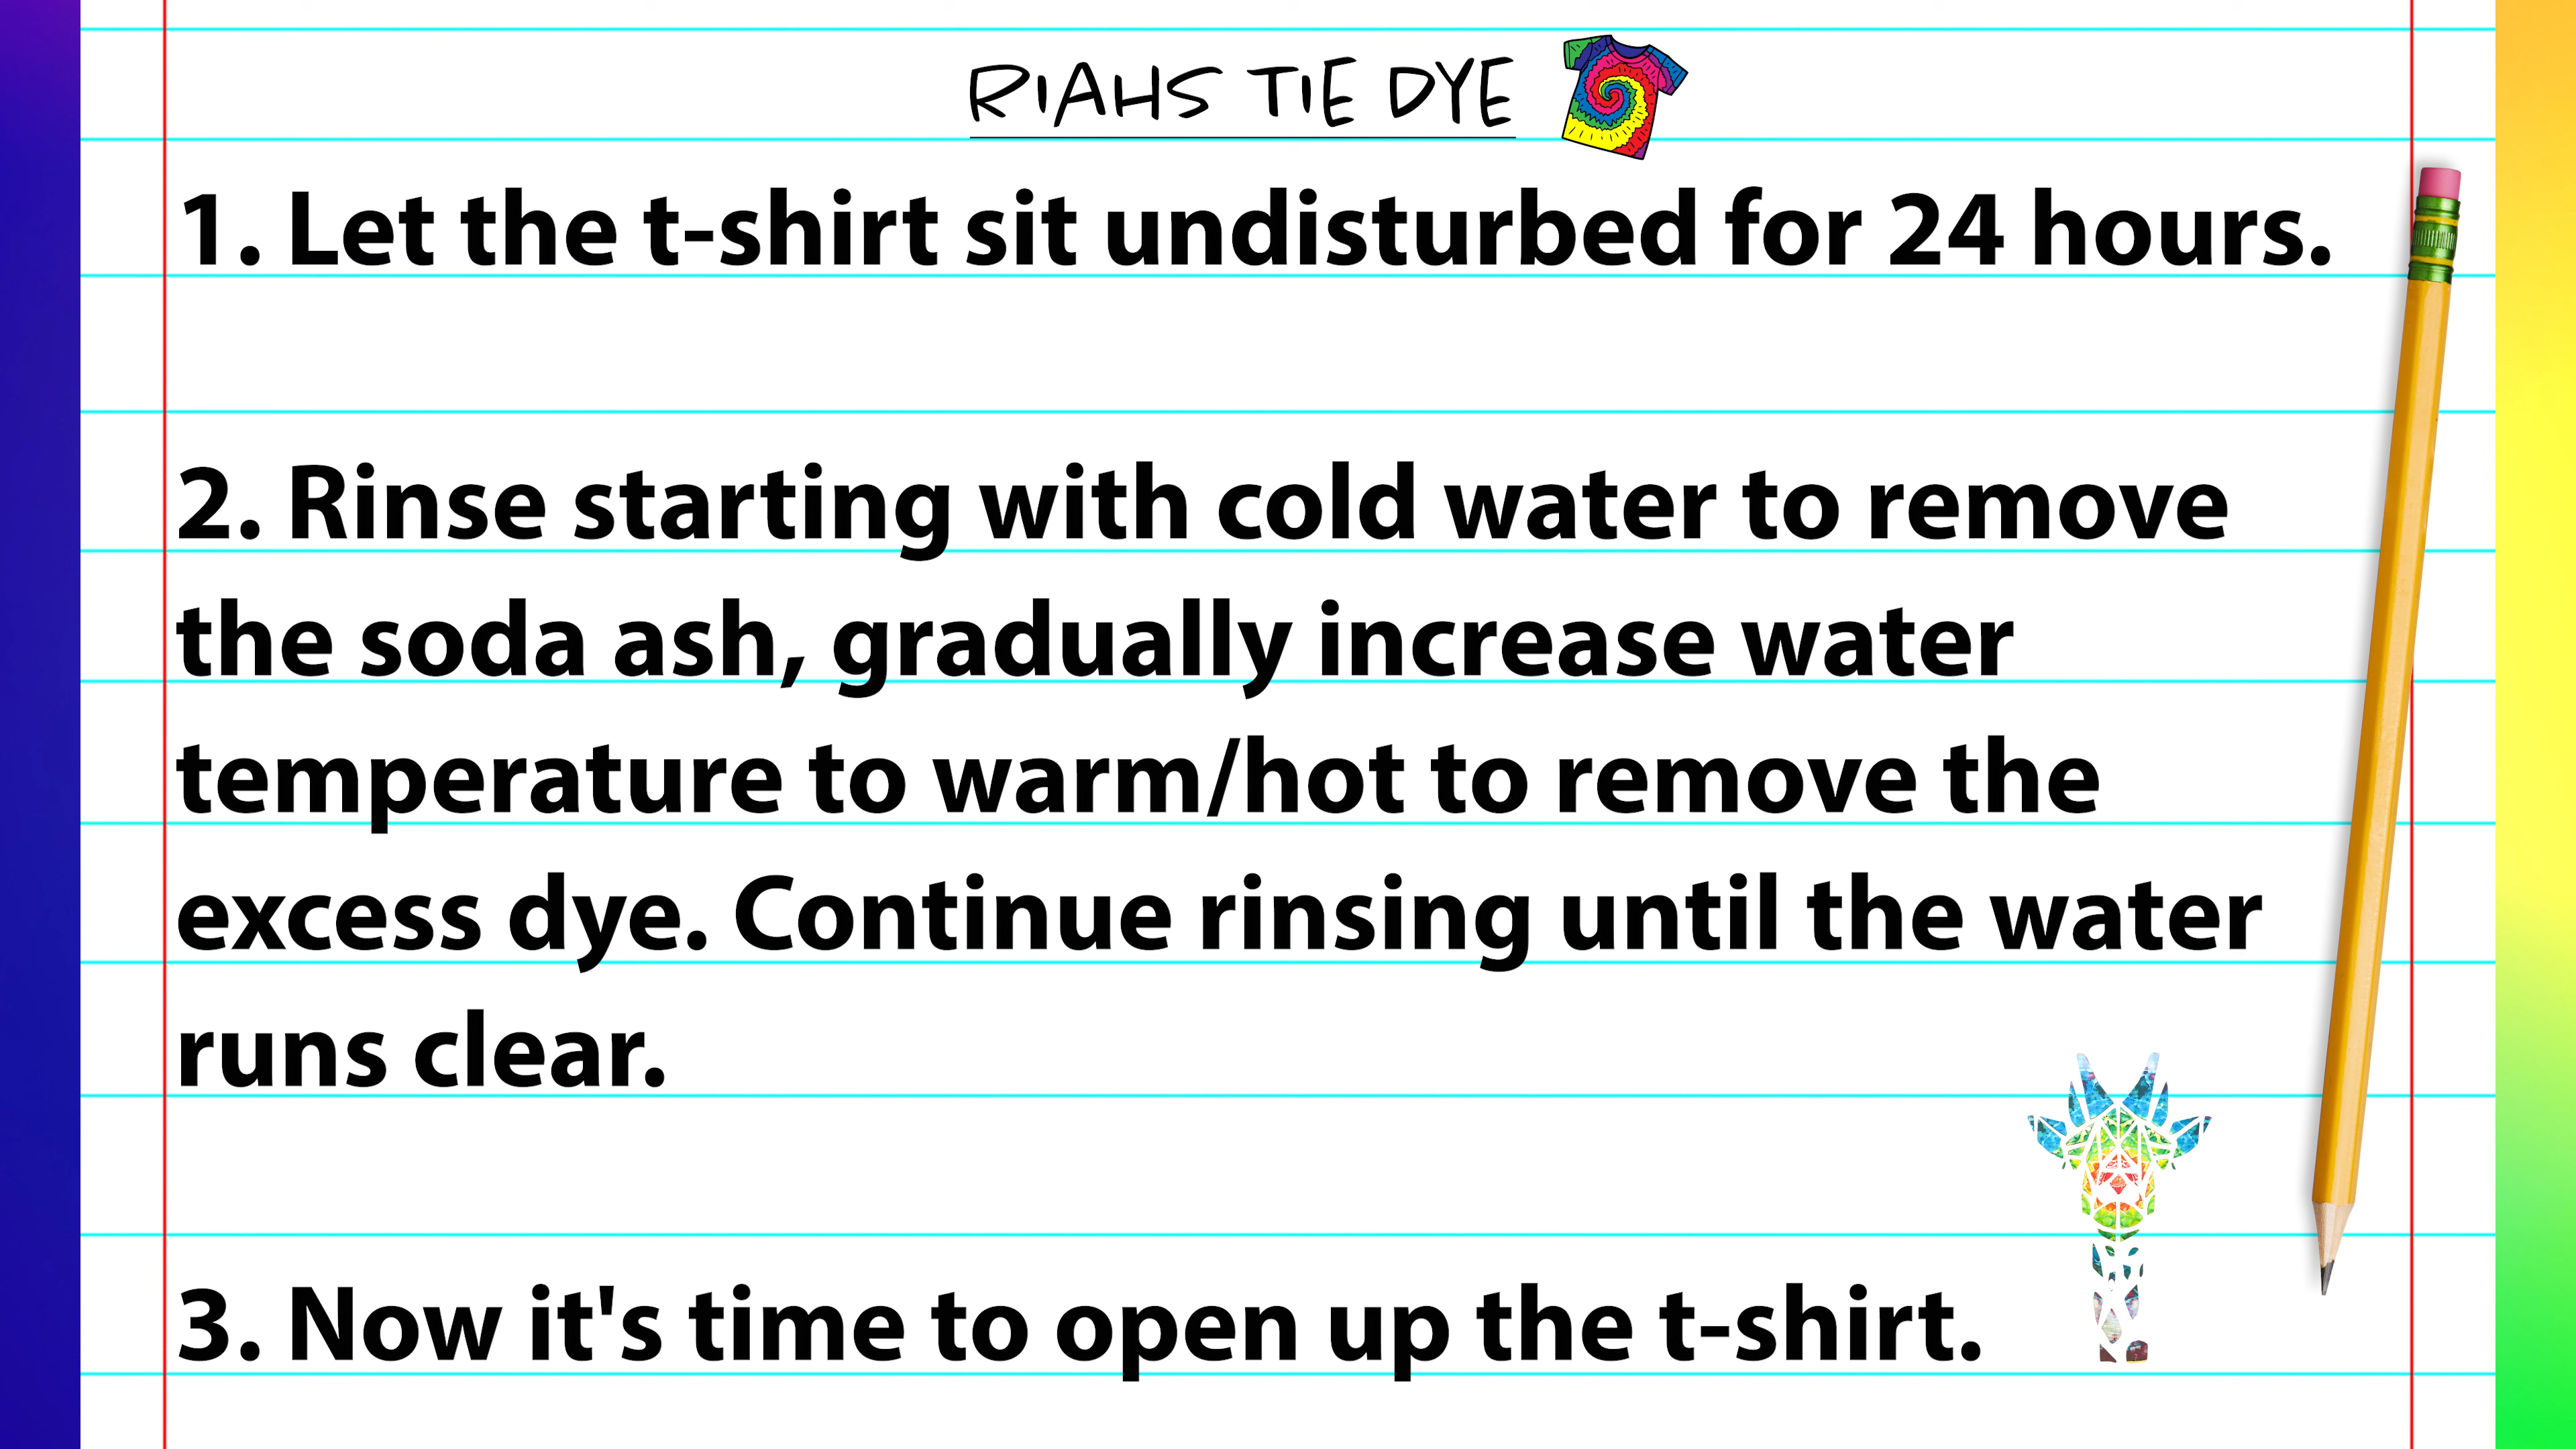 RIAHS TIE DYE
1. Let the t-shirt sit undisturbed for 24 hours.
2. Rinse starting with cold water to remove
the soda ash, gradually increase water
temperature to warm/hot to remove the
excess dye. Continue rinsing until the water
runs clear.
3. Now it's time to open up the t-shirt.